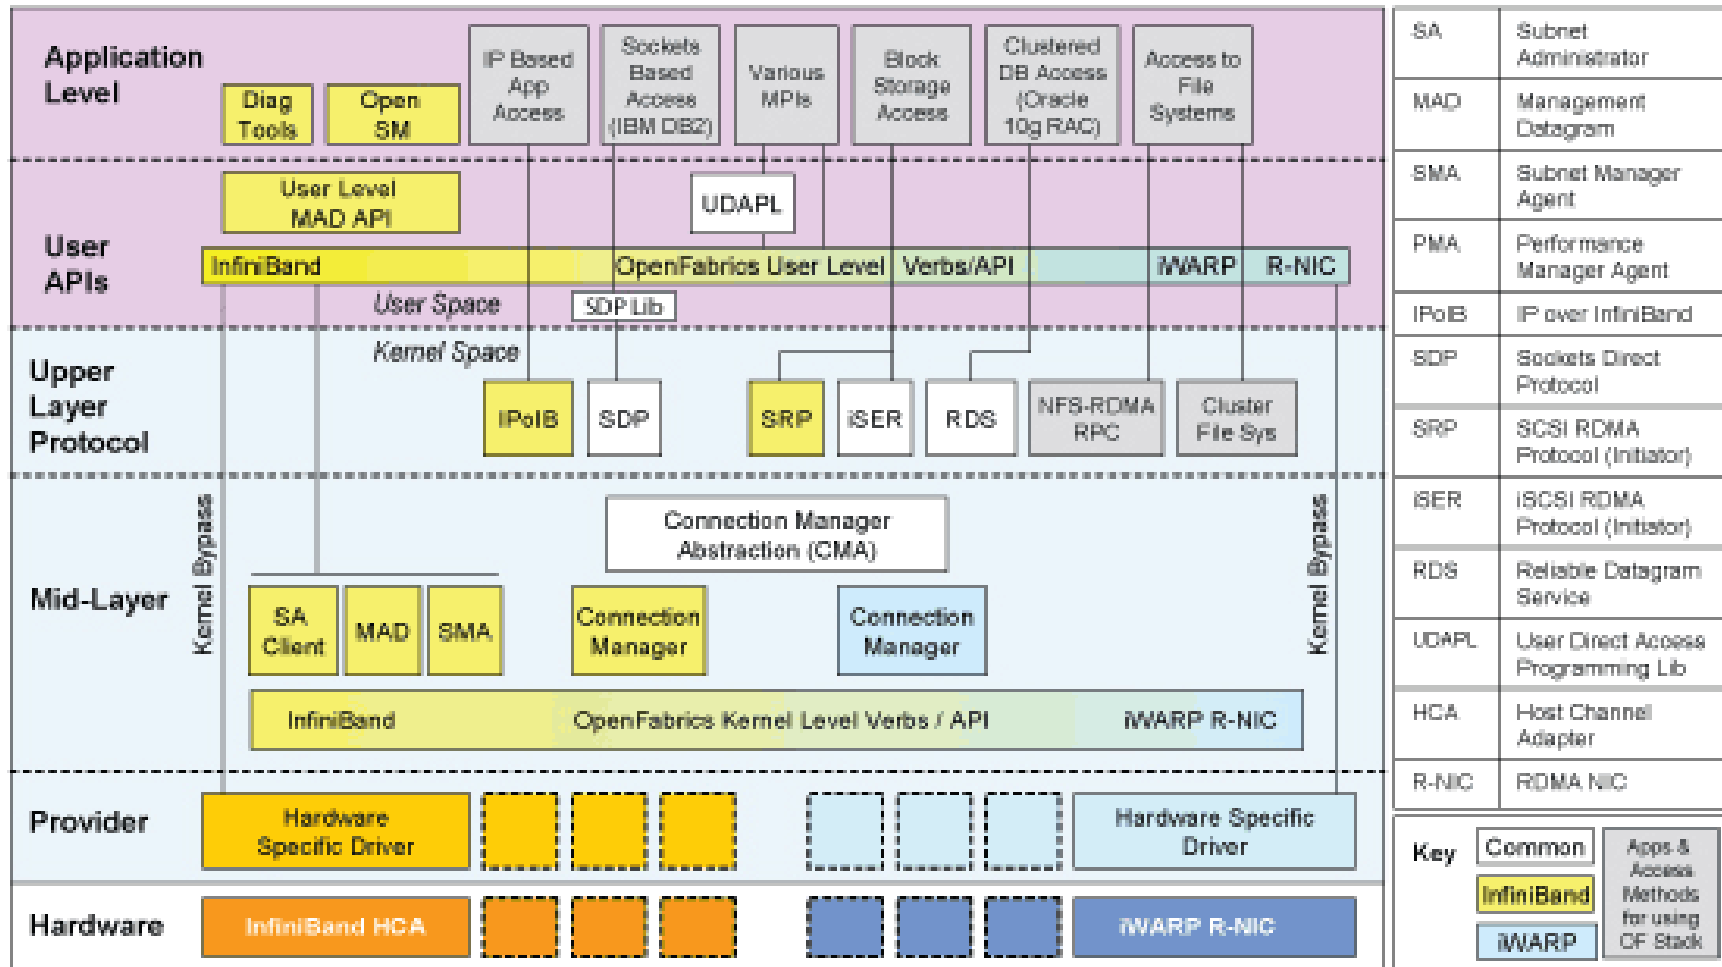 Application
Level
Diag
Tools
Open
SM
IP Based
App
Access
Sockets
Based
Access
(IBM DB2)
Various
MPIs
Block
Storage
Access
Clustered
DB Access
(Oracle
10g RAC)
Access to
File
Systems
User
APIs
User Level
MAD API
UDAPL
InfiniBand
OpenFabrics User Level Verbs/API
iWARP R-NIC
User Space
SDP Lib
Kernel Space
Upper
Layer
Protocol
IPoIB
SDP
SRP
iSER
RDS
NFS-RDMA
RPC
Cluster
File Sys
Mid-Layer
Kernel Bypass
Connection Manager
Abstraction (CMA)
SA
Client
MAD
SMA
Connection
Manager
Connection
Manager
Kernel Bypass
InfiniBand
OpenFabrics Kernel Level Verbs / API
iWARP R-NIC
Provider
Hardware
Specific Driver
Hardware Specific
Driver
Hardware
InfiniBand HCA
iWARP R-NIC
SA Subnet
Administrator
MAD Management
Datagram
SMA Subnet Manager
Agent
PMA Performance
Manager Agent
IPoIB IP over InfiniBand
SDP Sockets Direct
Protocol
SRP SCSI RDMA
Protocol (Initiator)
iSER iSCSI RDMA
Protocol (Initiator)
RDS Reliable Datagram
Service
UDAPL User Direct Access
Programming Lib
HCA Host Channel
Adapter
R-NIC RDMA NIC
Key
Common
InfiniBand
iWARP
Apps &
Access
Methods
for using
OF Stack